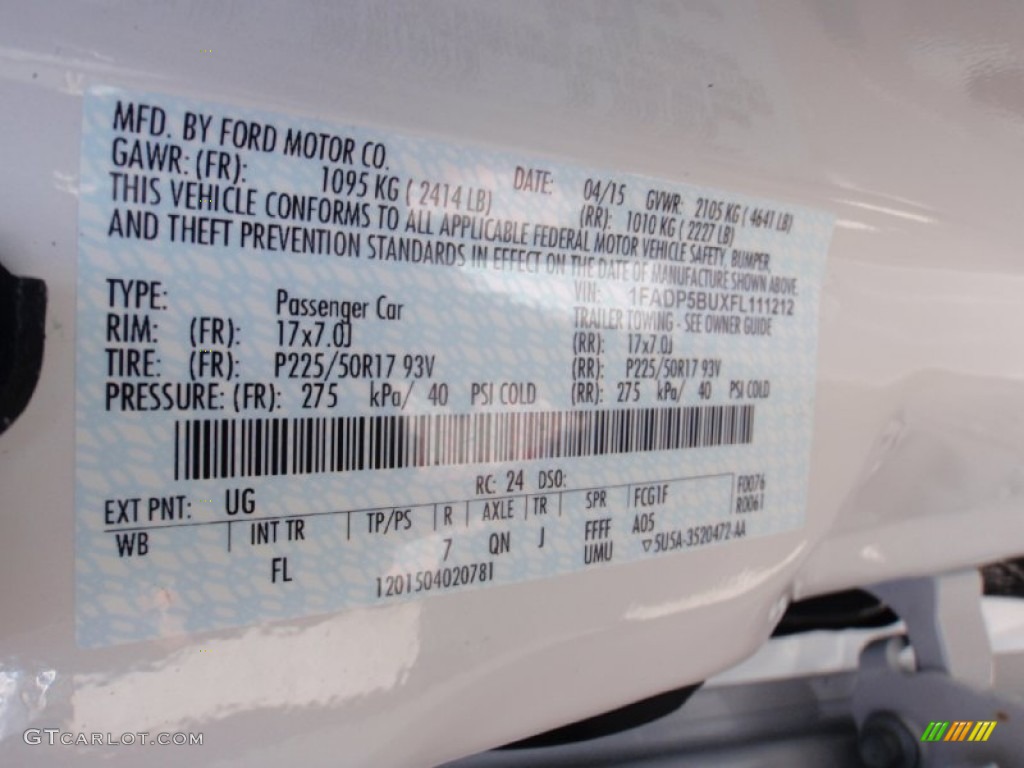 MFD. BY FORD MOTOR CO.
DATE: 04/15 GVWR: 2105 KG ( 4641 LB)
GAWR: (FR): 1095 KG ( 2414 LB) (RR): 1010 KG ( 2227 LB)
THIS VEHICLE CONFORMS TO ALL APPLICABLE FEDERAL MOTOR VEHICLE SAFETY, BUMPER,
AND THEFT PREVENTION STANDARDS IN EFFECT ON THE DATE OF MANUFACTURE SHOWN ABOVE.
VIN: 1FADP5BUXFL111212
TYPE: Passenger Car TRAILER TOWING - SEE OWNER GUIDE
RIM: (FR): 17x7.0J (RR): 17x7.0J
TIRE: (FR): P225/50R17 93V (RR): P225/50R17 93V
PRESSURE: (FR): 275 kPa/ 40 PSI COLD (RR): 275 kPa/ 40 PSI COLD
RC: 24 DSO:
EXT PNT: UG F0076
WB INT TR TP/PS R AXLE TR SPR FCG1F R0061
FL 7 QN J FFFF A05
UMU ▽5U5A-3520472-AA
1201504020781
GTCARLOT.COM